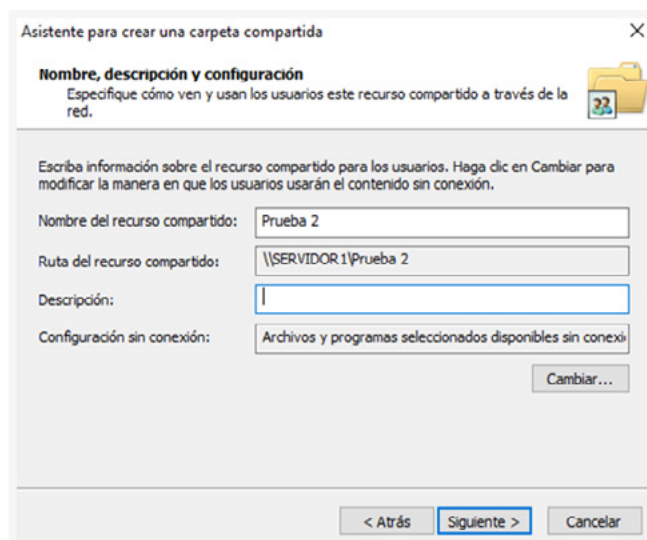 Asistente para crear una carpeta compartida
Nombre, descripción y configuración
Especifique cómo ven y usan los usuarios este recurso compartido a través de la
red.
Escriba información sobre el recurso compartido para los usuarios. Haga clic en Cambiar para
modificar la manera en que los usuarios usarán el contenido sin conexión.
Nombre del recurso compartido: Prueba 2
Ruta del recurso compartido: \\SERVIDOR1\Prueba 2
Descripción:
Configuración sin conexión: Archivos y programas seleccionados disponibles sin conexi
Cambiar...
< Atrás Siguiente > Cancelar